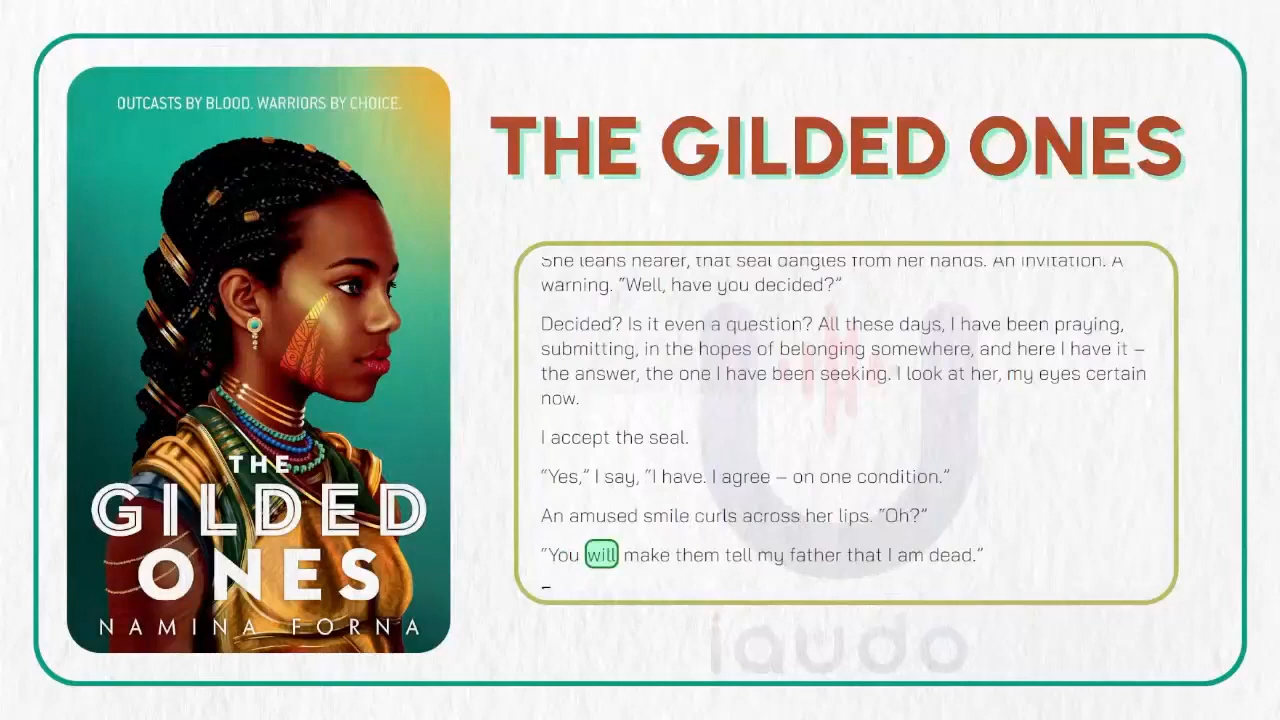 OUTCASTS BY BLOOD. WARRIORS BY CHOICE.
THE
GILDED
ONES
NAMINA FORNA
THE GILDED ONES
She leans nearer, that seal dangles from her hands. An invitation. A
warning. “Well, have you decided?”
Decided? Is it even a question? All these days, I have been praying,
submitting, in the hopes of belonging somewhere, and here I have it –
the answer, the one I have been seeking. I look at her, my eyes certain
now.
I accept the seal.
“Yes,” I say, “I have. I agree – on one condition.”
An amused smile curls across her lips. “Oh?”
“You will make them tell my father that I am dead.”
iaudo